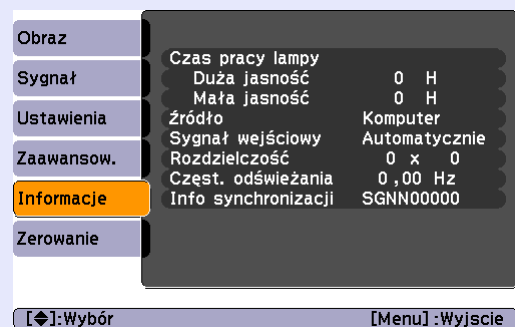 Obraz
Sygnał
Ustawienia
Zaawansow.
Informacje
Zerowanie
Czas pracy lampy
Duża jasność 0 H
Mała jasność 0 H
Źródło Komputer
Sygnał wejściowy Automatycznie
Rozdzielczość 0 x 0
Częst. odświeżania 0 ,00 Hz
Info synchronizacji SGNN00000
[◆]:Wybór [Menu] :Wyjscie